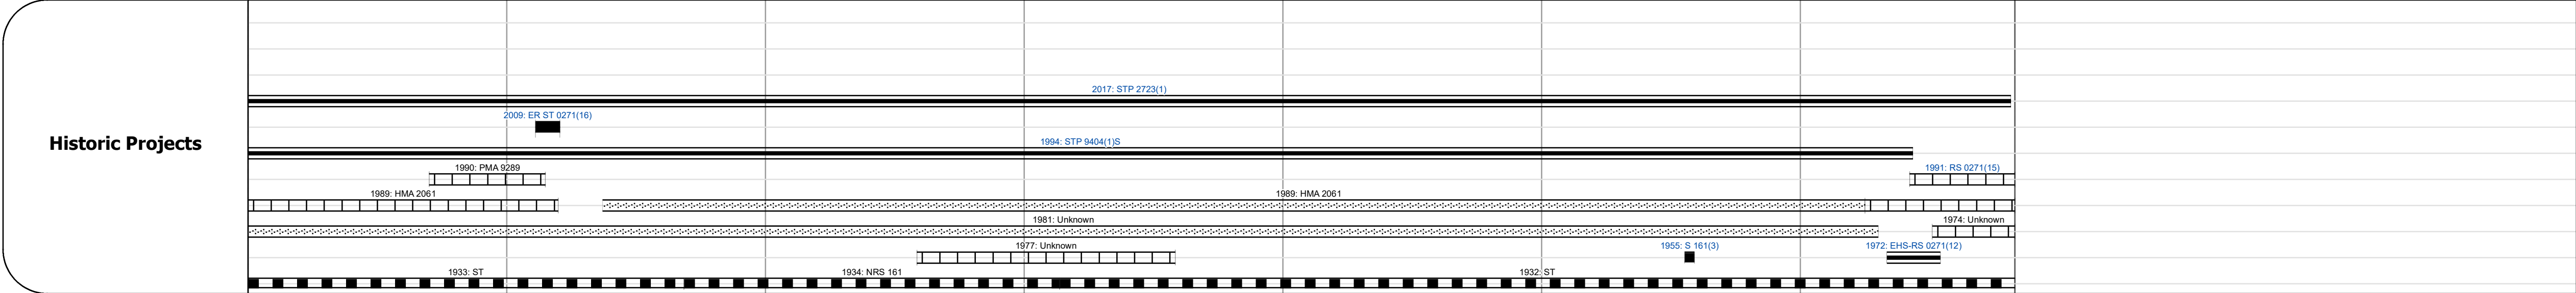 2017: STP 2723(1)
2009: ER ST 0271(16)
1994: STP 9404(1)S
Historic Projects
1990: PMA 9289
1991: RS 0271(15)
1989: HMA 2061
1989: HMA 2061
1981: Unknown
1974: Unknown
1977: Unknown
1955: S 161(3)
1972: EHS-RS 0271(12)
1933: ST
1934: NRS 161
1932: ST